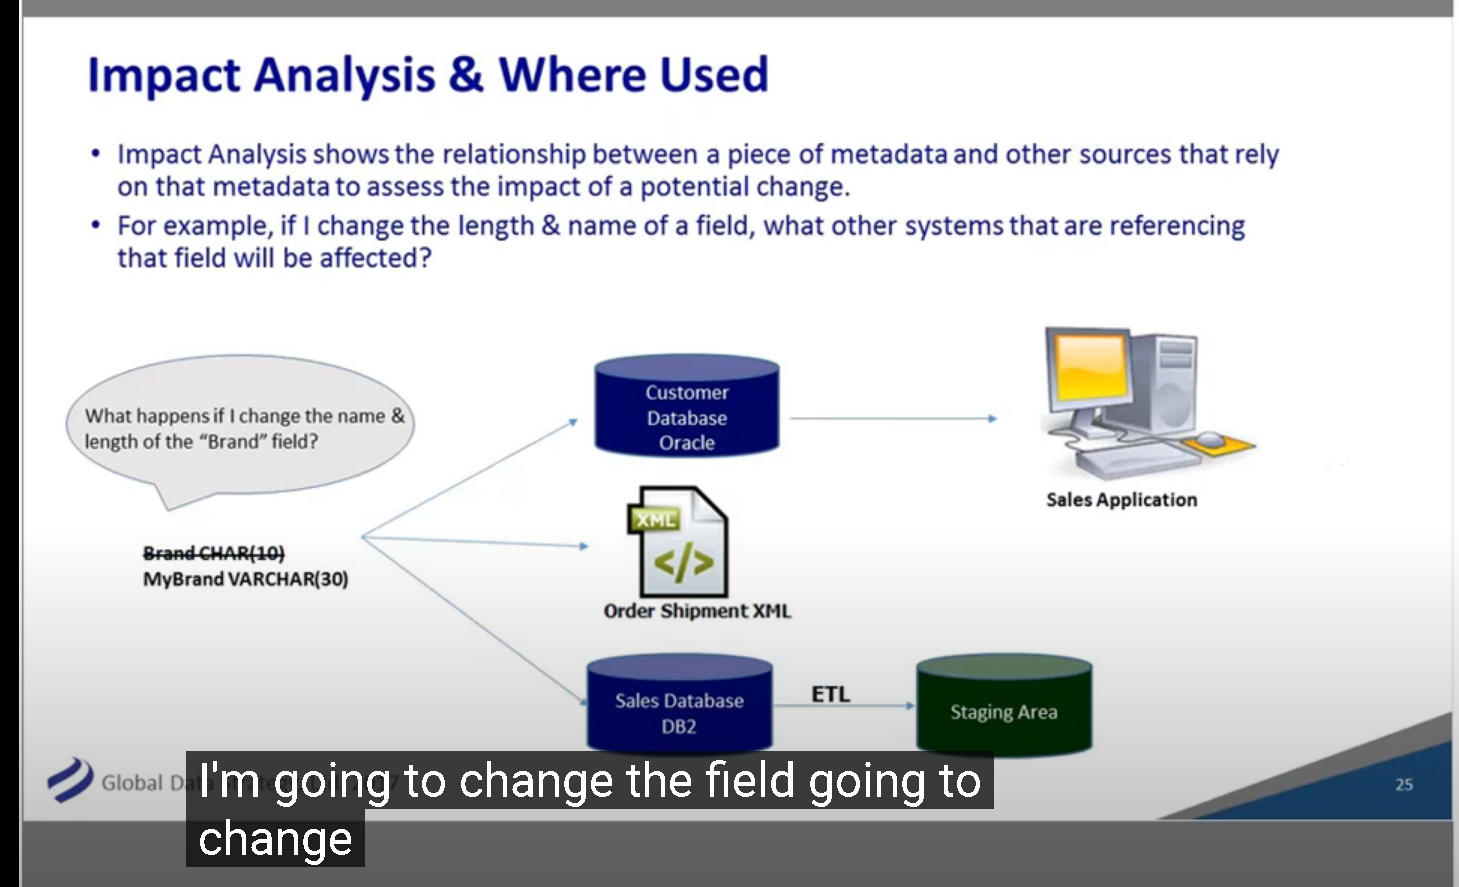 Impact Analysis & Where Used
• Impact Analysis shows the relationship between a piece of metadata and other sources that rely
on that metadata to assess the impact of a potential change.
• For example, if I change the length & name of a field, what other systems that are referencing
that field will be affected?
What happens if I change the name &
length of the “Brand” field?
Brand CHAR(10)
MyBrand VARCHAR(30)
Customer
Database
Oracle
Sales Application
XML
</>
Order Shipment XML
Sales Database
DB2
ETL
Staging Area
Global
25
I'm going to change the field going to
change